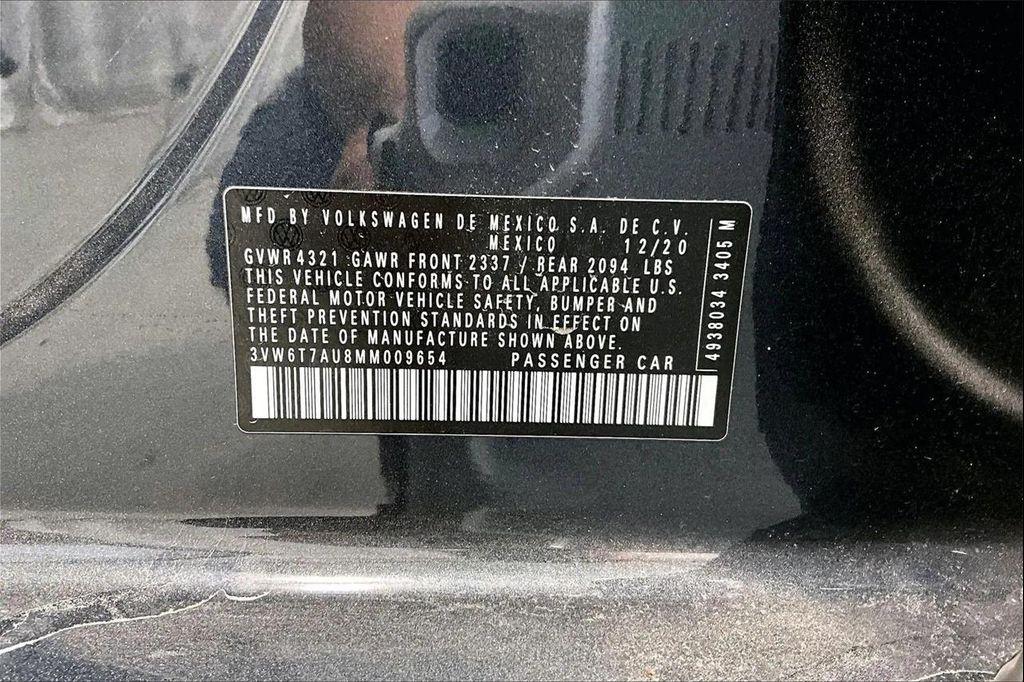 MFD BY VOLKSWAGEN DE MEXICO S.A. DE C.V.
MEXICO 12/20
GVWR 4321 GAWR FRONT 2337 / REAR 2094 LBS
THIS VEHICLE CONFORMS TO ALL APPLICABLE U.S.
FEDERAL MOTOR VEHICLE SAFETY, BUMPER AND
THEFT PREVENTION STANDARDS IN EFFECT ON
THE DATE OF MANUFACTURE SHOWN ABOVE.
3VW6T7AU8MM009654 PASSENGER CAR
4938034 3405 M